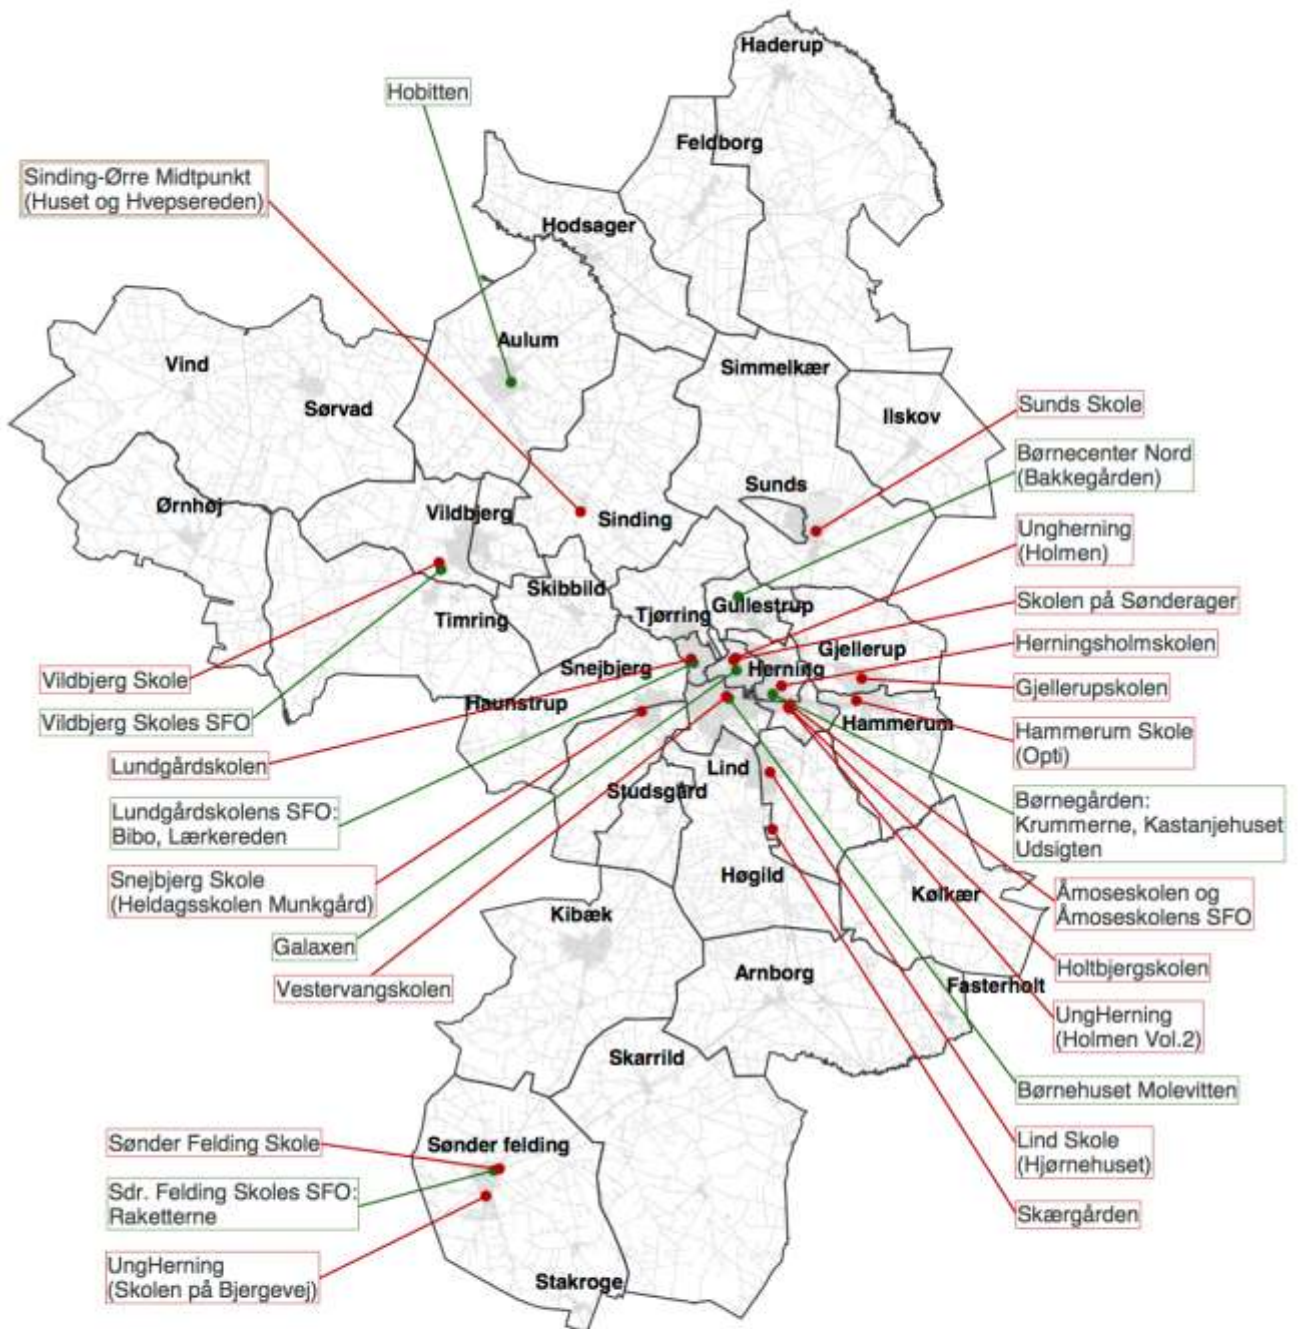 Haderup
Hobitten
Feldborg
Sinding-Ørre Midtpunkt
(Huset og Hvepsereden)
Hodsager
Aulum
Vind
Simmelkær
Sørvad
Ilskov
Sunds Skole
Børnecenter Nord
(Bakkegården)
Sunds
Ørnhøj
Vildbjerg
Sinding
Ungherning
(Holmen)
Skibbild
Gullestrup
Tjørring
Timring
Skolen på Sønderager
Herningsholmskolen
Gjellerup
Snejbjerg
Herning
Vildbjerg Skole
Gjellerupskolen
Haunstrup
Vildbjerg Skoles SFO
Hammerum
Hammerum Skole
(Opti)
Lundgårdskolen
Lind
Studsgård
Lundgårdskolens SFO:
Bibo, Lærkereden
Børnegården:
Krummerne, Kastanjehuset
Udsigten
Snejbjerg Skole
(Heldagsskolen Munkgård)
Høgild
Kølkær
Åmoseskolen og
Åmoseskolens SFO
Kibæk
Galaxen
Holtbjergskolen
Arnborg
Fasterholt
Vestervangskolen
UngHerning
(Holmen Vol.2)
Skarrild
Børnehuset Molevitten
Sønder Felding Skole
Sønder felding
Lind Skole
(Hjørnehuset)
Sdr. Felding Skoles SFO:
Raketterne
Skærgården
UngHerning
(Skolen på Bjergevej)
Stakroge